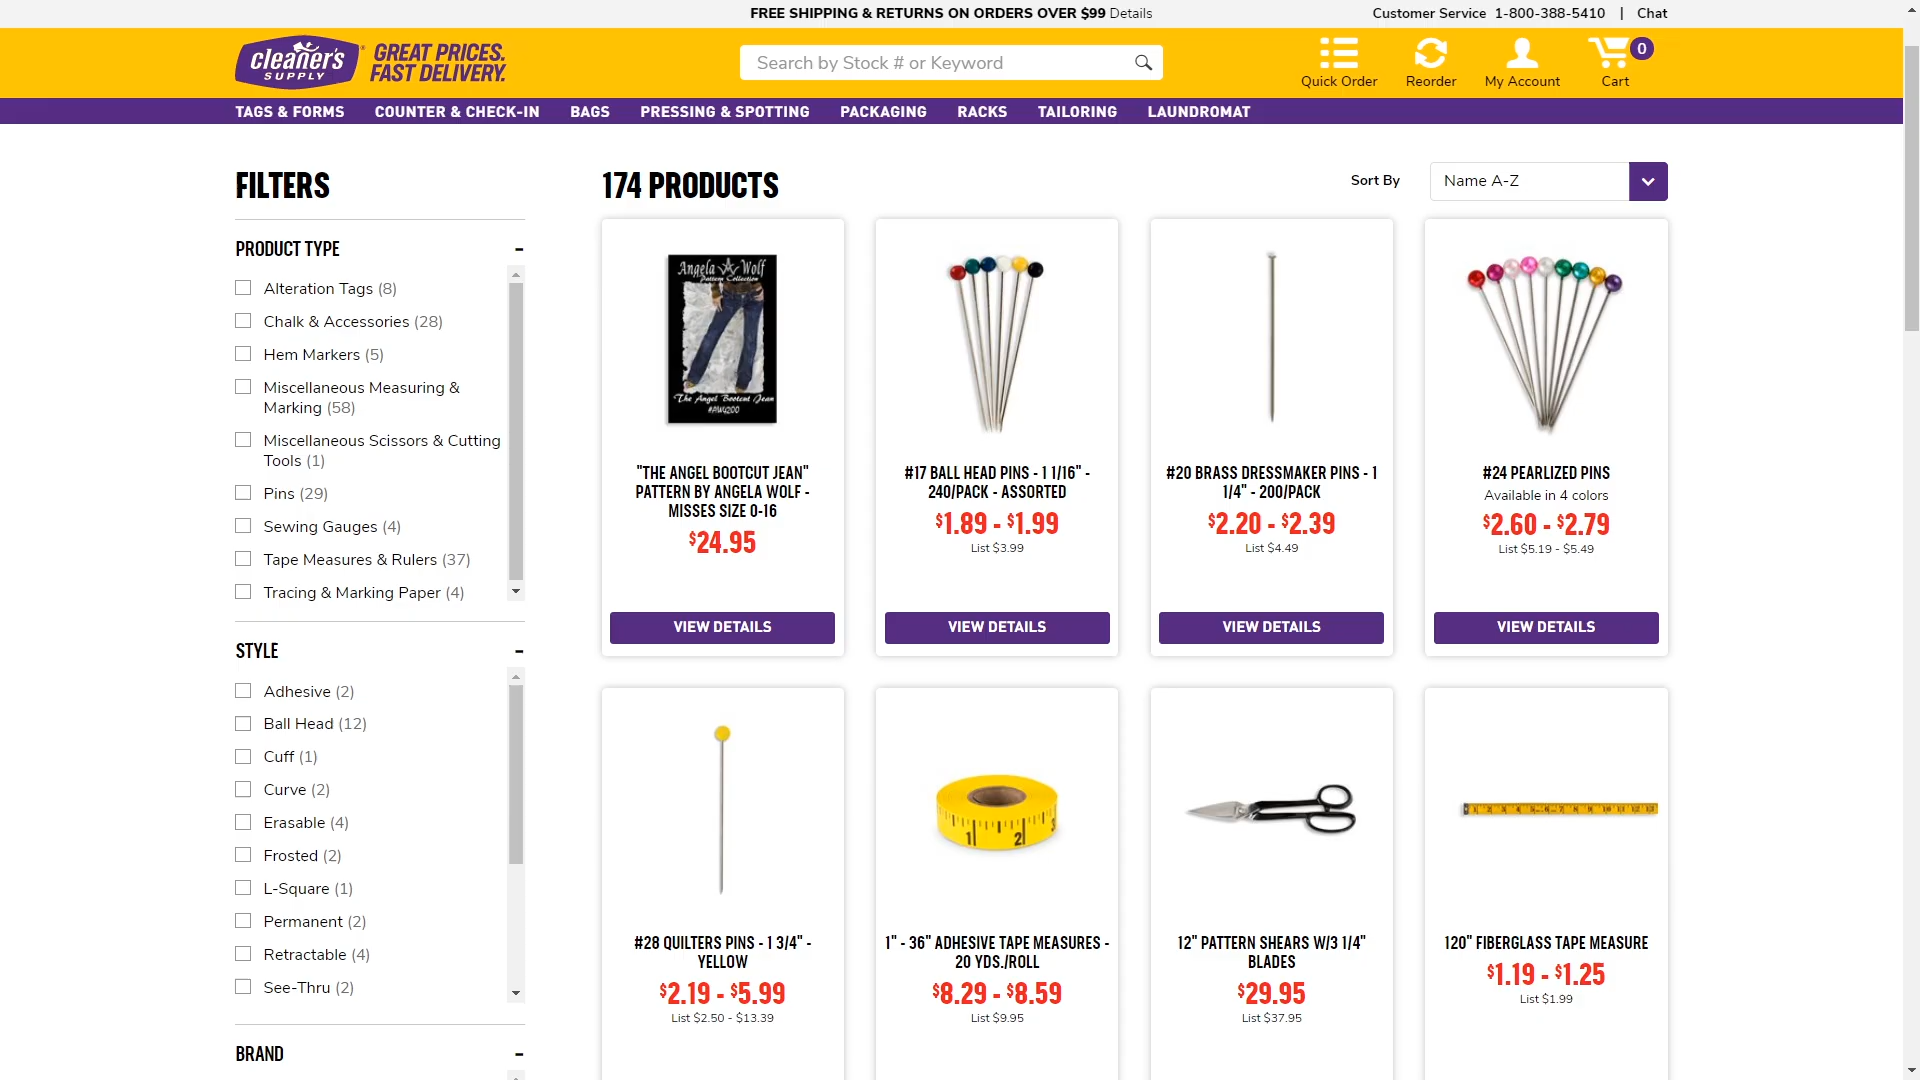 FREE SHIPPING & RETURNS ON ORDERS OVER $99 Details
Customer Service 1-800-388-5410 | Chat
cleaner's
SUPPLY
GREAT PRICES.
FAST DELIVERY.
Search by Stock # or Keyword
Quick Order
Reorder
My Account
0
Cart
TAGS & FORMS
COUNTER & CHECK-IN
BAGS
PRESSING & SPOTTING
PACKAGING
RACKS
TAILORING
LAUNDROMAT
FILTERS
PRODUCT TYPE
Alteration Tags (8)
Chalk & Accessories (28)
Hem Markers (5)
Miscellaneous Measuring &
Marking (58)
Miscellaneous Scissors & Cutting
Tools (1)
Pins (29)
Sewing Gauges (4)
Tape Measures & Rulers (37)
Tracing & Marking Paper (4)
STYLE
Adhesive (2)
Ball Head (12)
Cuff (1)
Curve (2)
Erasable (4)
Frosted (2)
L-Square (1)
Permanent (2)
Retractable (4)
See-Thru (2)
BRAND
174 PRODUCTS
Sort By
Name A-Z
Angela Wolf
Pattern Collection
The Angel Bootcut Jean
#AW4200
"THE ANGEL BOOTCUT JEAN"
PATTERN BY ANGELA WOLF -
MISSES SIZE 0-16
$24.95
VIEW DETAILS
#17 BALL HEAD PINS - 1 1/16" -
240/PACK - ASSORTED
$1.89 - $1.99
List $3.99
VIEW DETAILS
#20 BRASS DRESSMAKER PINS - 1
1/4" - 200/PACK
$2.20 - $2.39
List $4.49
VIEW DETAILS
#24 PEARLIZED PINS
Available in 4 colors
$2.60 - $2.79
List $5.19 - $5.49
VIEW DETAILS
#28 QUILTERS PINS - 1 3/4" -
YELLOW
$2.19 - $5.99
List $2.50 - $13.39
1 2 3
1" - 36" ADHESIVE TAPE MEASURES -
20 YDS./ROLL
$8.29 - $8.59
List $9.95
12" PATTERN SHEARS W/3 1/4"
BLADES
$29.95
List $37.95
120" FIBERGLASS TAPE MEASURE
$1.19 - $1.25
List $1.99